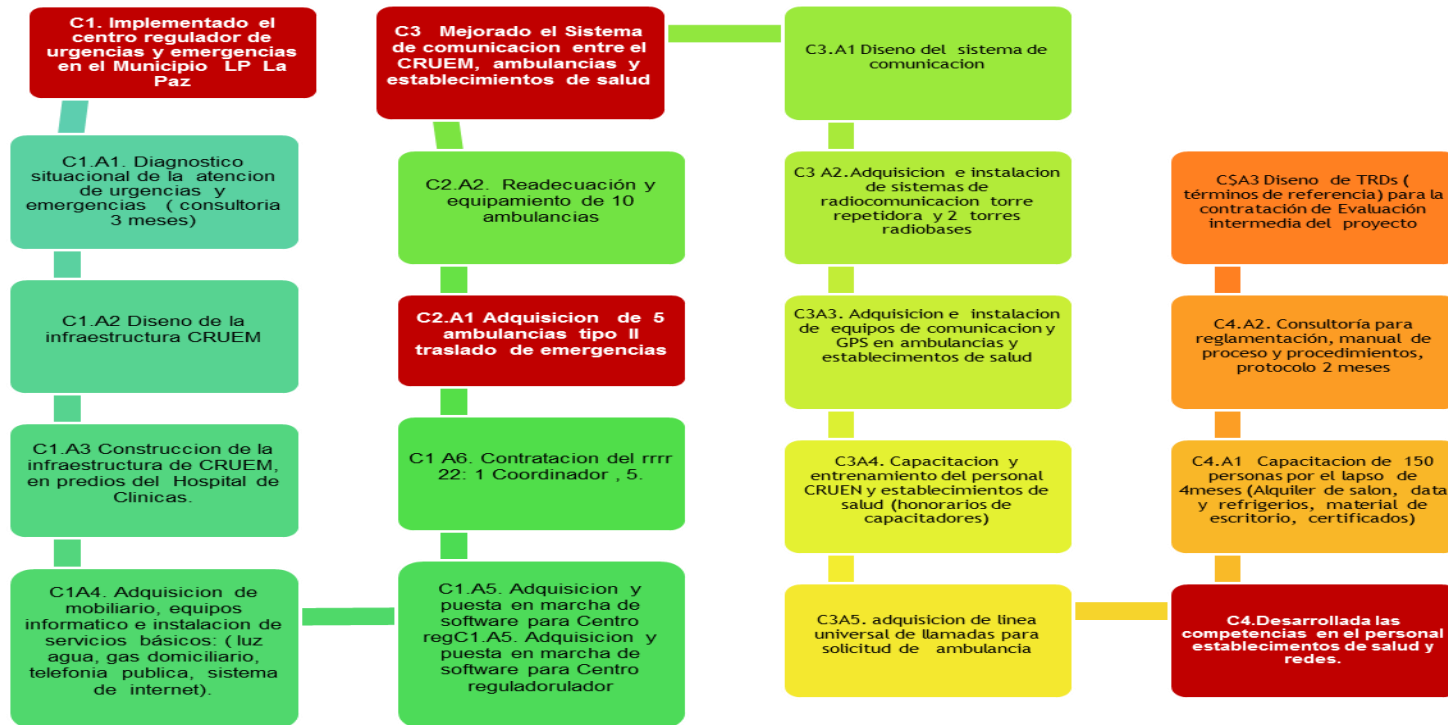 C1. Implementado el
centro regulador de
urgencias y emergencias
en el Municipio LP La
Paz
C1.A1. Diagnostico
situacional de la atencion
de urgencias y
emergencias ( consultoria
3 meses)
C1.A2 Diseno de la
infraestructura CRUEM
C1.A3 Construccion de la
infraestructura de CRUEM,
en predios del Hospital de
Clinicas.
C1A4. Adquisicion de
mobiliario, equipos
informatico e instalacion de
servicios básicos: ( luz
agua, gas domiciliario,
telefonia publica, sistema
de internet).
C1.A5. Adquisicion y
puesta en marcha de
software para Centro
regC1.A5. Adquisicion y
puesta en marcha de
software para Centro
reguladorulador
C1 A6. Contratacion del rrrr
22: 1 Coordinador , 5.
C2.A1 Adquisicion de 5
ambulancias tipo II
traslado de emergencias
C2.A2. Readecuación y
equipamiento de 10
ambulancias
C3 Mejorado el Sistema
de comunicacion entre el
CRUEM, ambulancias y
establecimientos de salud
C3.A1 Diseno del sistema de
comunicacion
C3 A2.Adquisicion e instalacion
de sistemas de
radiocomunicacion torre
repetidora y 2 torres
radiobases
C3A3. Adquisicion e instalacion
de equipos de comunicacion y
GPS en ambulancias y
establecimientos de salud
C3A4. Capacitacion y
entrenamiento del personal
CRUEN y establecimientos de
salud (honorarios de
capacitadores)
C3A5. adquisicion de linea
universal de llamadas para
solicitud de ambulancia
C4.Desarrollada las
competencias en el personal
establecimientos de salud y
redes.
C4.A1 Capacitacion de 150
personas por el lapso de
4meses (Alquiler de salon, data
y refrigerios, material de
escritorio, certificados)
C4.A2. Consultoría para
reglamentación, manual de
proceso y procedimientos,
protocolo 2 meses
C$A3 Diseno de TRDs (
términos de referencia) para la
contratación de Evaluación
intermedia del proyecto